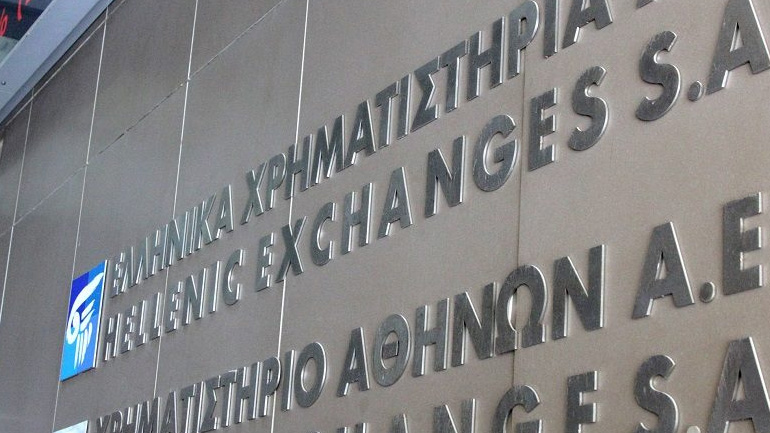 ΕΛΛΗΝΙΚΑ ΧΡΗΜΑΤΙΣΤΗΡΙΑ
HELLENIC EXCHANGES S.A
ΧΡΗΜΑΤΙΣΤΗΡΙΟ ΑΘΗΝΩΝ Α.Ε
S.A